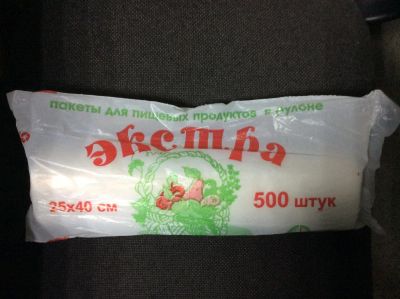 пакеты для пищевых продуктов в рулоне
экстра
25х40 см
500 штук